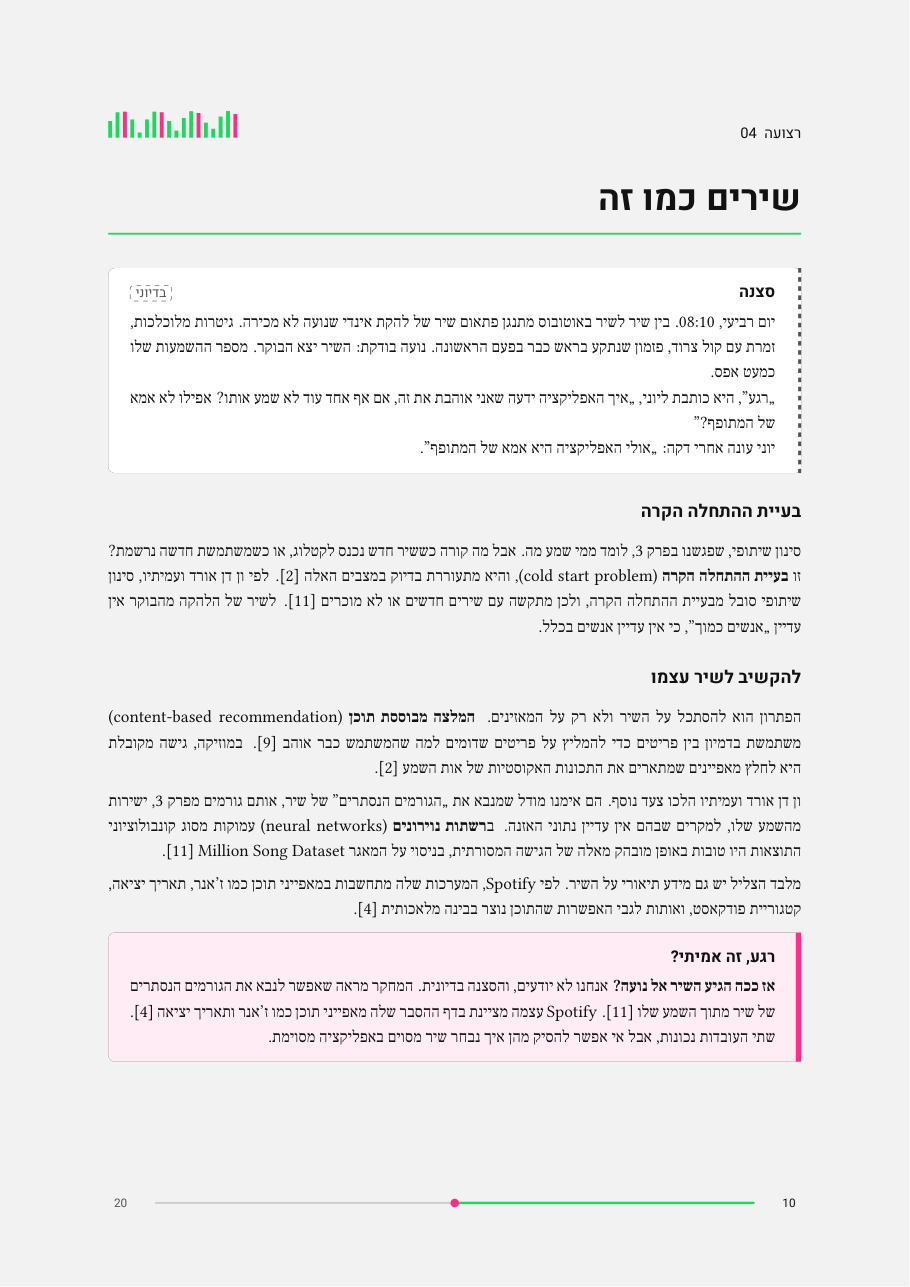 רצועה 04
שירים כמו זה
סצנה
בדיוני
יום רביעי, 08:10. בין שיר לשיר באוטובוס מתנגן פתאום שיר של להקת אינדי שנועה לא מכירה. גיטרות מלוכלכות,
זמרת עם קול צרוד, פזמון שנתקע בראש כבר בפעם הראשונה. נועה בודקת: השיר יצא הבוקר. מספר ההשמעות שלו
כמעט אפס.
„רגע”, היא כותבת ליוני, „איך האפליקציה ידעה שאני אוהבת את זה, אם אף אחד עוד לא שמע אותו? אפילו לא אמא
של המתופף?”
יוני עונה אחרי דקה: „אולי האפליקציה היא אמא של המתופף”.
בעיית ההתחלה הקרה
סינון שיתופי, שפגשנו בפרק 3, לומד ממי שמע מה. אבל מה קורה כששיר חדש נכנס לקטלוג, או כשמשתמשת חדשה נרשמת?
זו בעיית ההתחלה הקרה (cold start problem), והיא מתעוררת בדיוק במצבים האלה [2]. לפי ון דן אורד ועמיתיו, סינון
שיתופי סובל מבעיית ההתחלה הקרה, ולכן מתקשה עם שירים חדשים או לא מוכרים [11]. לשיר של הלהקה מהבוקר אין
עדיין „אנשים כמוך”, כי אין עדיין אנשים בכלל.
להקשיב לשיר עצמו
הפתרון הוא להסתכל על השיר ולא רק על המאזינים. המלצה מבוססת תוכן (content-based recommendation)
משתמשת בדמיון בין פריטים כדי להמליץ על פריטים שדומים למה שהמשתמש כבר אוהב [9]. במוזיקה, גישה מקובלת
היא לחלץ מאפיינים שמתארים את התכונות האקוסטיות של אות השמע [2].
ון דן אורד ועמיתיו הלכו צעד נוסף. הם אימנו מודל שמנבא את „הגורמים הנסתרים” של שיר, אותם גורמים מפרק 3, ישירות
מהשמע שלו, למקרים שבהם אין עדיין נתוני האזנה. ברשתות נוירונים (neural networks) עמוקות מסוג קונבולוציוני
התוצאות היו טובות באופן מובהק מאלה של הגישה המסורתית, בניסוי על המאגר Million Song Dataset [11].
מלבד הצליל יש גם מידע תיאורי על השיר. לפי Spotify, המערכות שלה מתחשבות במאפייני תוכן כמו ז’אנר, תאריך יציאה,
קטגוריית פודקאסט, ואותות לגבי האפשרות שהתוכן נוצר בבינה מלאכותית [4].
רגע, זה אמיתי?
אז ככה הגיע השיר אל נועה? אנחנו לא יודעים, והסצנה בדיונית. המחקר מראה שאפשר לנבא את הגורמים הנסתרים
של שיר מתוך השמע שלו [11]. Spotify עצמה מציינת בדף ההסבר שלה מאפייני תוכן כמו ז’אנר ותאריך יציאה [4].
שתי העובדות נכונות, אבל אי אפשר להסיק מהן איך נבחר שיר מסוים באפליקציה מסוימת.
10
20